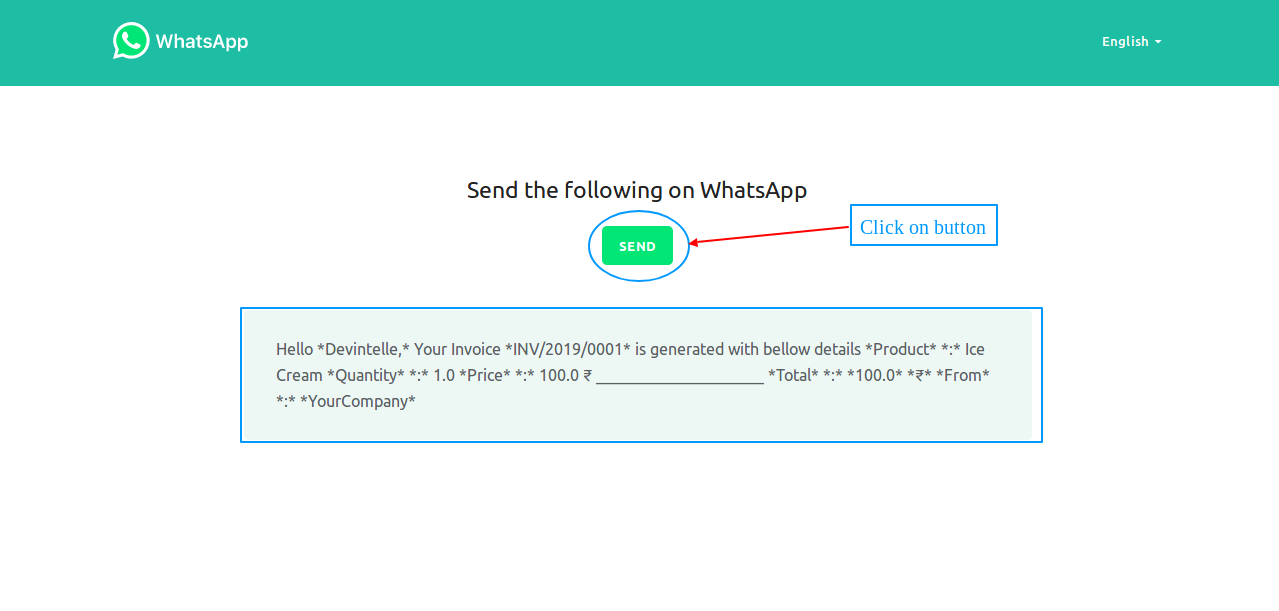 WhatsApp
English
Send the following on WhatsApp
SEND
Click on button
Hello *Devintelle,* Your Invoice *INV/2019/0001* is generated with bellow details *Product* *:* Ice
Cream *Quantity* *:* 1.0 *Price* *:* 100.0 ₹ _____________________ *Total* *:* *100.0* *₹* *From*
*:* *YourCompany*